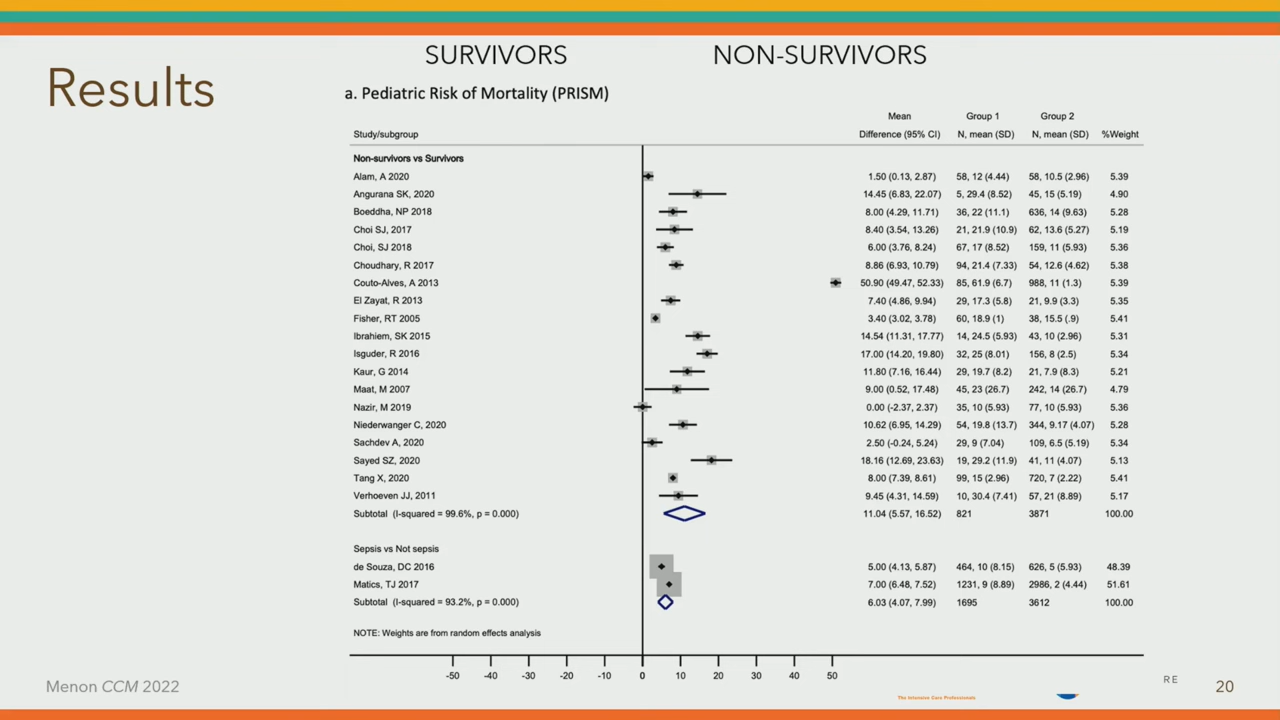 SURVIVORS NON-SURVIVORS
Results
a. Pediatric Risk of Mortality (PRISM)
Mean Group 1 Group 2
Study/subgroup Difference (95% CI) N, mean (SD) N, mean (SD) %Weight
Non-survivors vs Survivors
Alam, A 2020 1.50 (0.13, 2.87) 58, 12 (4.44) 58, 10.5 (2.96) 5.39
Angurana SK, 2020 14.45 (6.83, 22.07) 5, 29.4 (8.52) 45, 15 (5.19) 4.90
Boeddha, NP 2018 8.00 (4.29, 11.71) 36, 22 (11.1) 636, 14 (9.63) 5.28
Choi SJ, 2017 8.40 (3.54, 13.26) 21, 21.9 (10.9) 62, 13.6 (5.27) 5.19
Choi, SJ 2018 6.00 (3.76, 8.24) 67, 17 (8.52) 159, 11 (5.93) 5.36
Choudhary, R 2017 8.86 (6.93, 10.79) 94, 21.4 (7.33) 54, 12.6 (4.62) 5.38
Couto-Alves, A 2013 50.90 (49.47, 52.33) 85, 61.9 (6.7) 988, 11 (1.3) 5.39
El Zayat, R 2013 7.40 (4.86, 9.94) 29, 17.3 (5.8) 21, 9.9 (3.3) 5.35
Fisher, RT 2005 3.40 (3.02, 3.78) 60, 18.9 (1) 38, 15.5 (.9) 5.41
Ibrahiem, SK 2015 14.54 (11.31, 17.77) 14, 24.5 (5.93) 43, 10 (2.96) 5.31
Isguder, R 2016 17.00 (14.20, 19.80) 32, 25 (8.01) 156, 8 (2.5) 5.34
Kaur, G 2014 11.80 (7.16, 16.44) 29, 19.7 (8.2) 21, 7.9 (8.3) 5.21
Maat, M 2007 9.00 (0.52, 17.48) 45, 23 (26.7) 242, 14 (26.7) 4.79
Nazir, M 2019 0.00 (-2.37, 2.37) 35, 10 (5.93) 77, 10 (5.93) 5.36
Niederwanger C, 2020 10.62 (6.95, 14.29) 54, 19.8 (13.7) 344, 9.17 (4.07) 5.28
Sachdev A, 2020 2.50 (-0.24, 5.24) 29, 9 (7.04) 109, 6.5 (5.19) 5.34
Sayed SZ, 2020 18.16 (12.69, 23.63) 19, 29.2 (11.9) 41, 11 (4.07) 5.13
Tang X, 2020 8.00 (7.39, 8.61) 99, 15 (2.96) 720, 7 (2.22) 5.41
Verhoeven JJ, 2011 9.45 (4.31, 14.59) 10, 30.4 (7.41) 57, 21 (8.89) 5.17
Subtotal (I-squared = 99.6%, p = 0.000) 11.04 (5.57, 16.52) 821 3871 100.00
Sepsis vs Not sepsis
de Souza, DC 2016 5.00 (4.13, 5.87) 464, 10 (8.15) 626, 5 (5.93) 48.39
Matics, TJ 2017 7.00 (6.48, 7.52) 1231, 9 (8.89) 2986, 2 (4.44) 51.61
Subtotal (I-squared = 93.2%, p = 0.000) 6.03 (4.07, 7.99) 1695 3612 100.00
NOTE: Weights are from random effects analysis
-50 -40 -30 -20 -10 0 10 20 30 40 50
Menon CCM 2022
The Intensive Care Professionals
RE
20